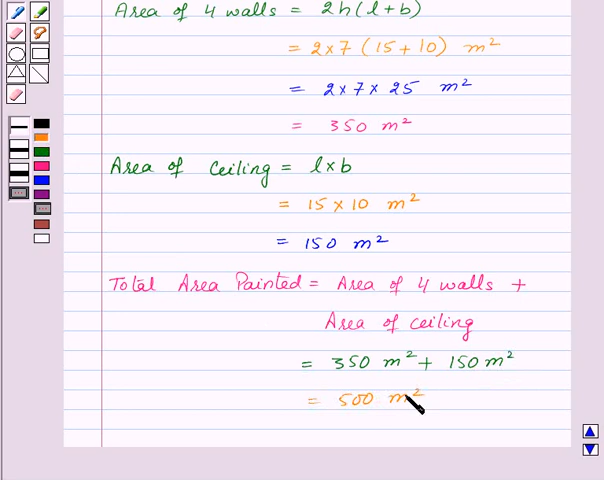 Area of 4 walls = 2h(l+b)
= 2×7 (15+10) m²
= 2×7×25 m²
= 350 m²
Area of Ceiling = l×b
= 15×10 m²
= 150 m²
Total Area Painted = Area of 4 walls +
Area of ceiling
= 350 m² + 150 m²
= 500 m²